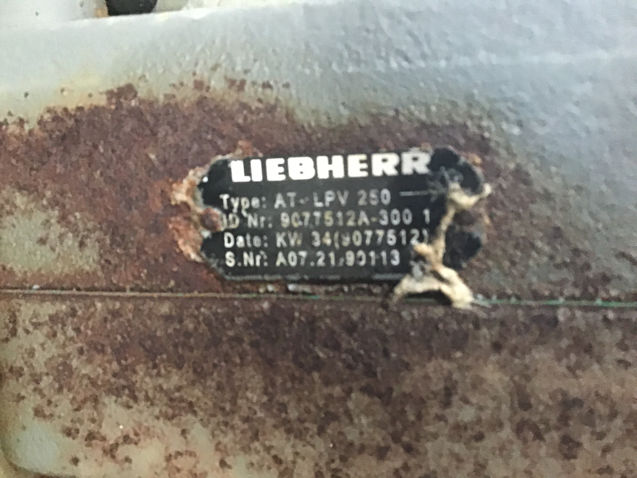 LIEBHERR
Type: AT-LPV 250
ID Nr: 9077512A-300 1
Date: KW 34(9077512)
S.Nr: A07.21.90113